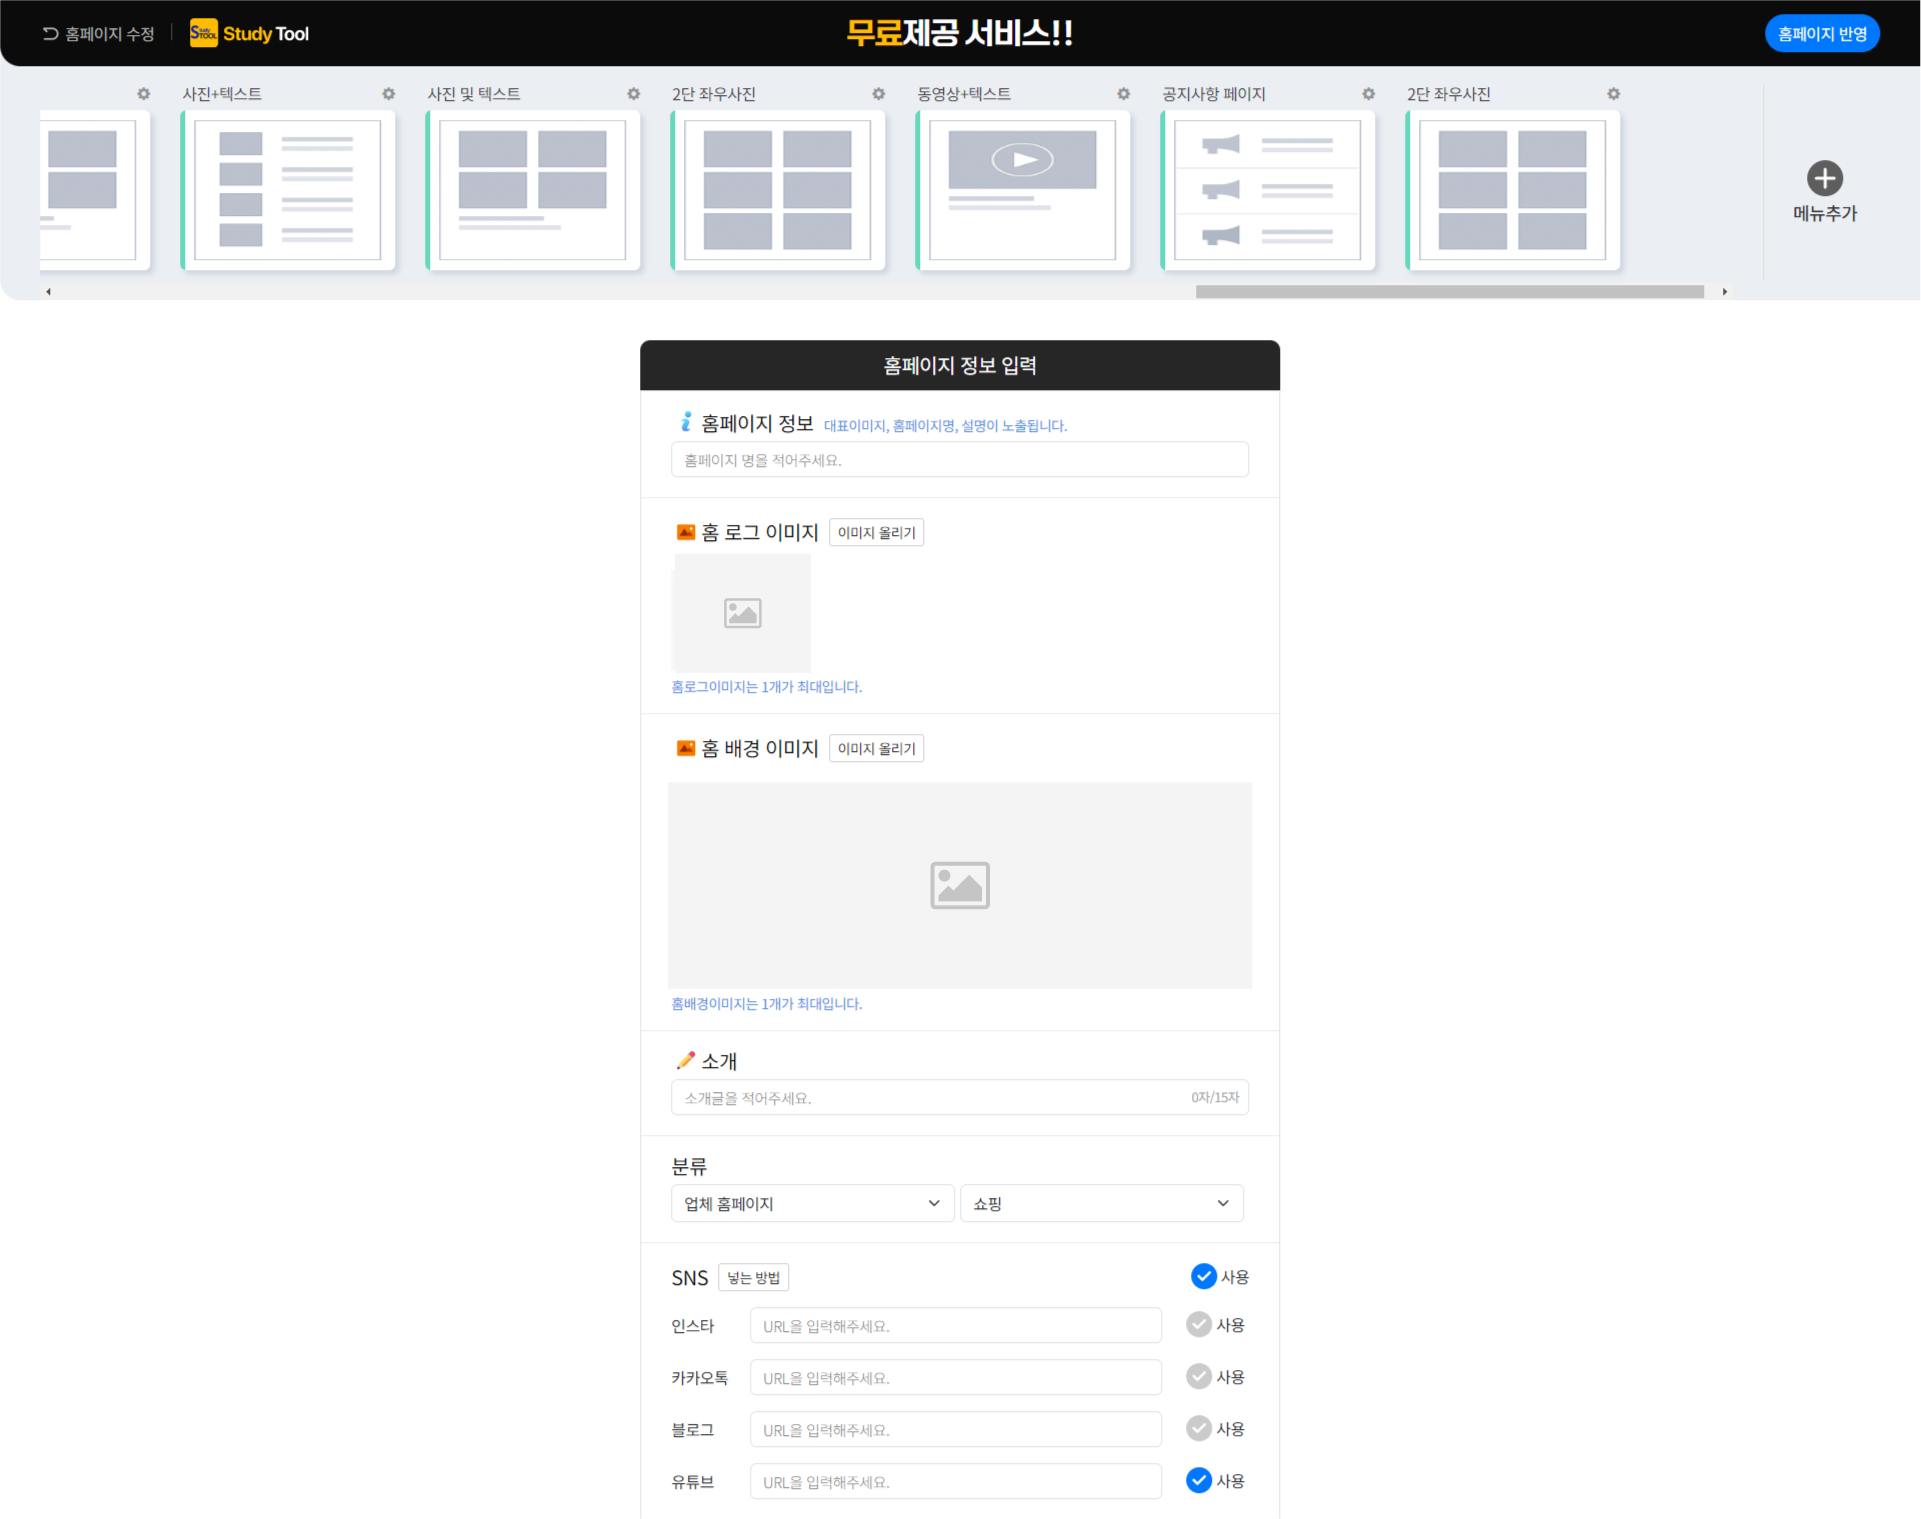 홈페이지 수정
Study TOOL
Study Tool
무료제공 서비스!!
홈페이지 반영
사진+텍스트
사진 및 텍스트
2단 좌우사진
동영상+텍스트
공지사항 페이지
2단 좌우사진
메뉴추가
홈페이지 정보 입력
홈페이지 정보 대표이미지, 홈페이지명, 설명이 노출됩니다.
홈페이지 명을 적어주세요.
홈 로그 이미지 이미지 올리기
홈로그이미지는 1개가 최대입니다.
홈 배경 이미지 이미지 올리기
홈배경이미지는 1개가 최대입니다.
소개
소개글을 적어주세요. 0자/15자
분류
업체 홈페이지 쇼핑
SNS 넣는 방법 사용
인스타 URL을 입력해주세요. 사용
카카오톡 URL을 입력해주세요. 사용
블로그 URL을 입력해주세요. 사용
유튜브 URL을 입력해주세요. 사용